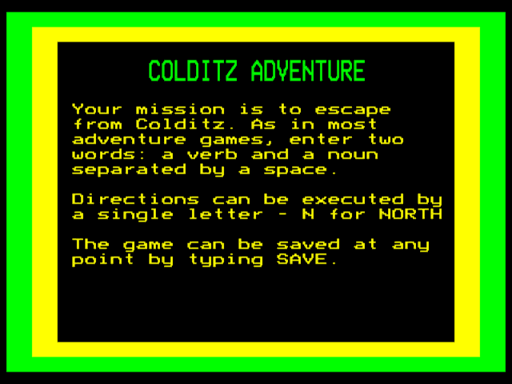 COLDITZ ADVENTURE
Your mission is to escape
from Colditz. As in most
adventure games, enter two
words: a verb and a noun
separated by a space.
Directions can be executed by
a single letter - N for NORTH
The game can be saved at any
point by typing SAVE.